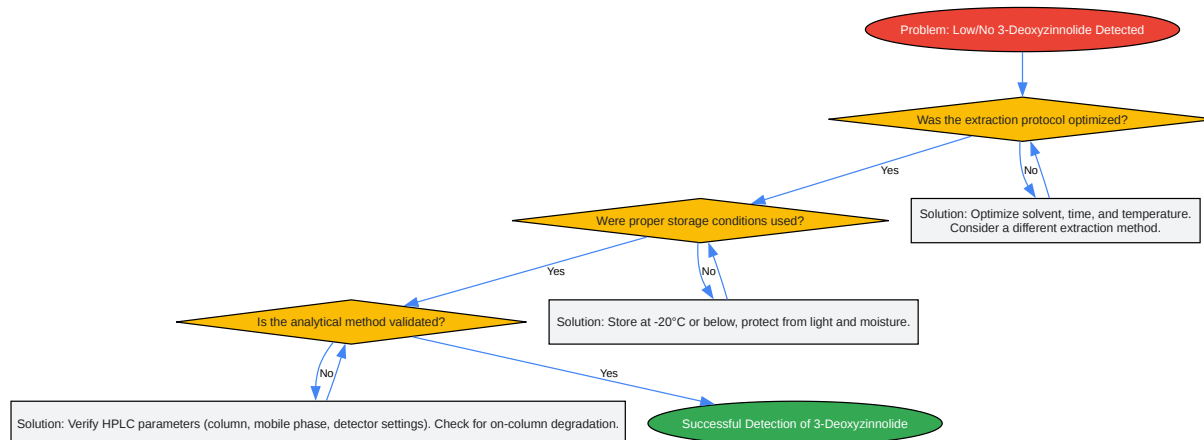 Problem: Low/No 3-Deoxyzinnolide Detected
Was the extraction protocol optimized?
Yes
No
Solution: Optimize solvent, time, and temperature.
Consider a different extraction method.
Were proper storage conditions used?
Yes
No
Solution: Store at -20°C or below, protect from light and moisture.
Is the analytical method validated?
No
Yes
Solution: Verify HPLC parameters (column, mobile phase, detector settings). Check for on-column degradation.
Successful Detection of 3-Deoxyzinnolide